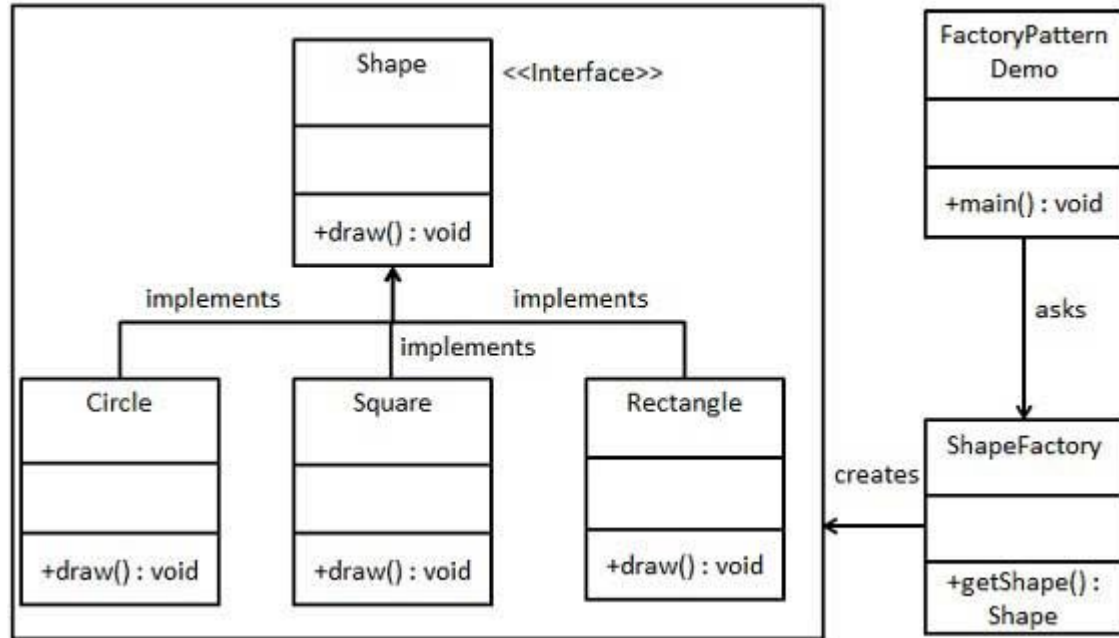 Shape
<<Interface>>
+draw() : void
implements
implements
implements
Circle
+draw() : void
Square
+draw() : void
Rectangle
+draw() : void
FactoryPattern
Demo
+main() : void
asks
ShapeFactory
+getShape() :
Shape
creates